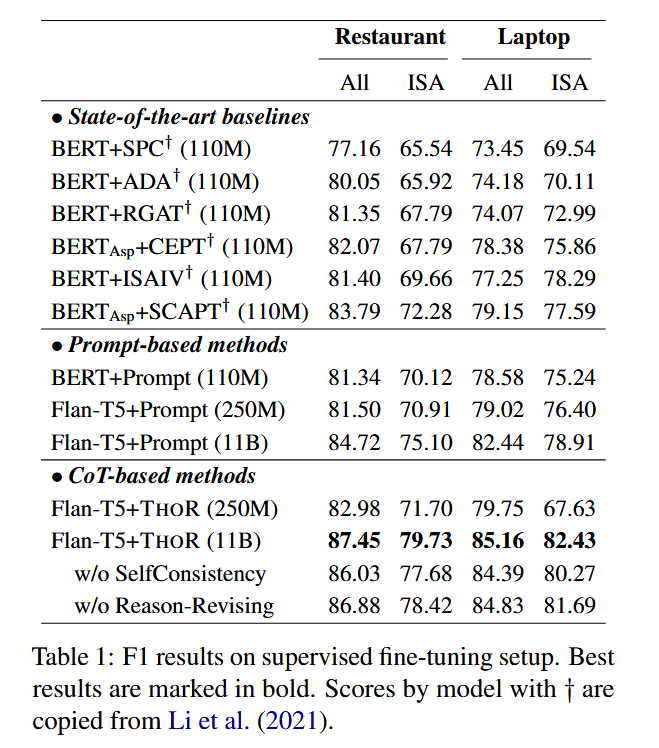 Restaurant Laptop
All ISA All ISA
• State-of-the-art baselines
BERT+SPC† (110M) 77.16 65.54 73.45 69.54
BERT+ADA† (110M) 80.05 65.92 74.18 70.11
BERT+RGAT† (110M) 81.35 67.79 74.07 72.99
BERTAsp+CEPT† (110M) 82.07 67.79 78.38 75.86
BERT+ISAIV† (110M) 81.40 69.66 77.25 78.29
BERTAsp+SCAPT† (110M) 83.79 72.28 79.15 77.59
• Prompt-based methods
BERT+Prompt (110M) 81.34 70.12 78.58 75.24
Flan-T5+Prompt (250M) 81.50 70.91 79.02 76.40
Flan-T5+Prompt (11B) 84.72 75.10 82.44 78.91
• CoT-based methods
Flan-T5+THOR (250M) 82.98 71.70 79.75 67.63
Flan-T5+THOR (11B) 87.45 79.73 85.16 82.43
w/o SelfConsistency 86.03 77.68 84.39 80.27
w/o Reason-Revising 86.88 78.42 84.83 81.69
Table 1: F1 results on supervised fine-tuning setup. Best
results are marked in bold. Scores by model with † are
copied from Li et al. (2021).